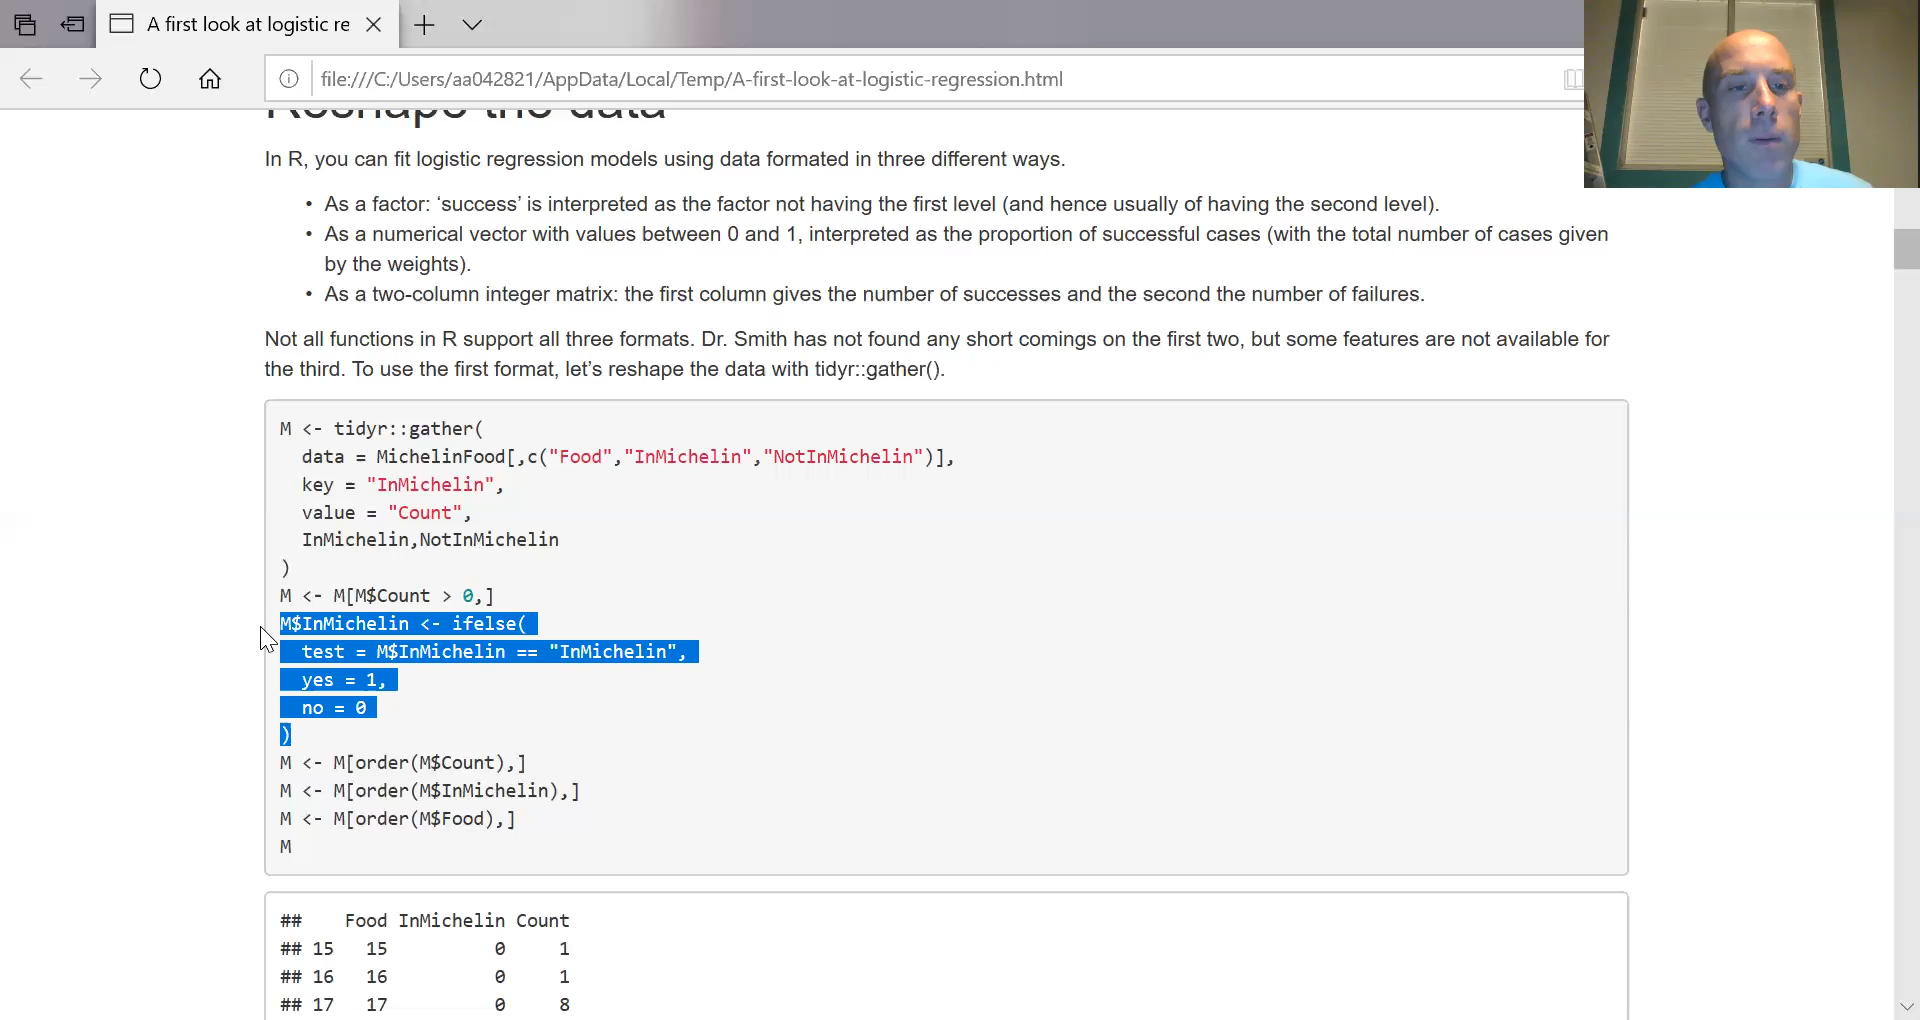 A first look at logistic re
file:///C:/Users/aa042821/AppData/Local/Temp/A-first-look-at-logistic-regression.html
Reshape the data
In R, you can fit logistic regression models using data formated in three different ways.
• As a factor: ‘success’ is interpreted as the factor not having the first level (and hence usually of having the second level).
• As a numerical vector with values between 0 and 1, interpreted as the proportion of successful cases (with the total number of cases given
by the weights).
• As a two-column integer matrix: the first column gives the number of successes and the second the number of failures.
Not all functions in R support all three formats. Dr. Smith has not found any short comings on the first two, but some features are not available for
the third. To use the first format, let’s reshape the data with tidyr::gather().
M <- tidyr::gather(
  data = MichelinFood[,c("Food","InMichelin","NotInMichelin")],
  key = "InMichelin",
  value = "Count",
  InMichelin,NotInMichelin
)
M <- M[M$Count > 0,]
M$InMichelin <- ifelse(
  test = M$InMichelin == "InMichelin",
  yes = 1,
  no = 0
)
M <- M[order(M$Count),]
M <- M[order(M$InMichelin),]
M <- M[order(M$Food),]
M
##    Food InMichelin Count
## 15   15          0     1
## 16   16          0     1
## 17   17          0     8